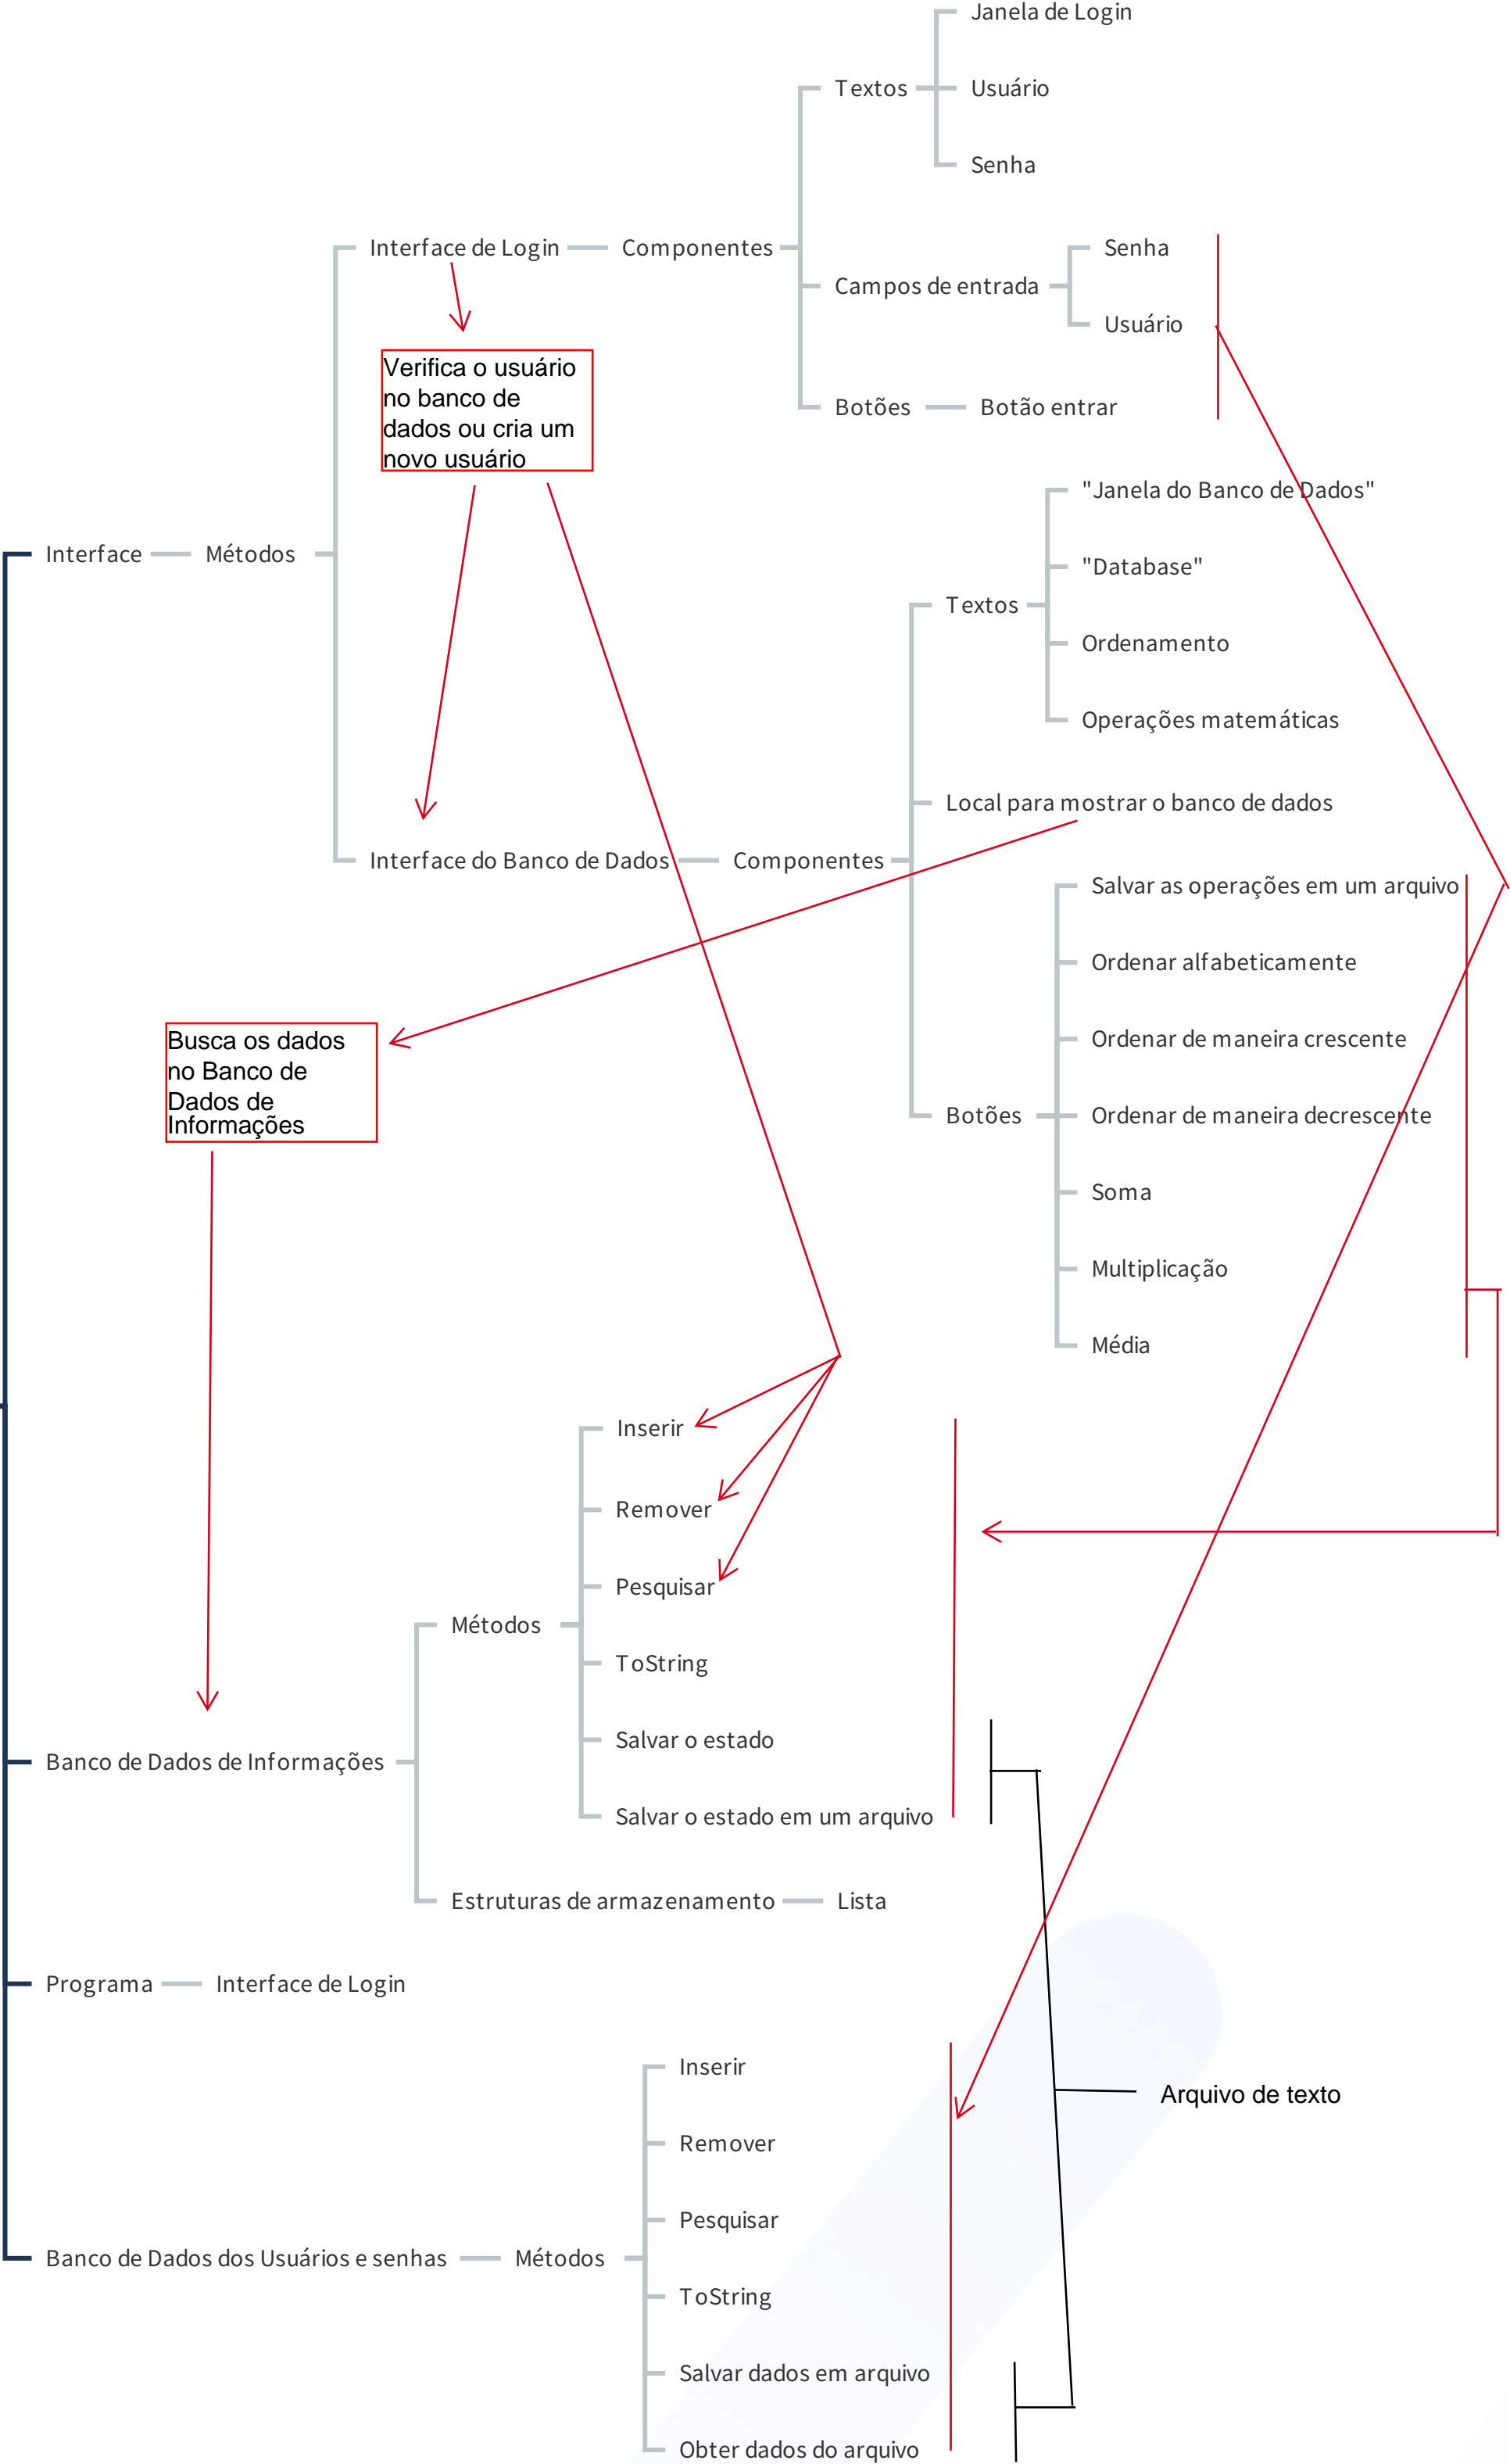 Janela de Login
Textos
Usuário
Senha
Interface de Login
Componentes
Senha
Campos de entrada
Usuário
Verifica o usuário
no banco de
dados ou cria um
novo usuário
Botões
Botão entrar
"Janela do Banco de Dados"
Interface
Métodos
"Database"
Textos
Ordenamento
Operações matemáticas
Local para mostrar o banco de dados
Interface do Banco de Dados
Componentes
Salvar as operações em um arquivo
Ordenar alfabeticamente
Ordenar de maneira crescente
Busca os dados
no Banco de
Dados de
Informações
Botões
Ordenar de maneira decrescente
Soma
Multiplicação
Média
Inserir
Remover
Pesquisar
Métodos
ToString
Salvar o estado
Banco de Dados de Informações
Salvar o estado em um arquivo
Estruturas de armazenamento
Lista
Programa
Interface de Login
Inserir
Arquivo de texto
Remover
Pesquisar
Banco de Dados dos Usuários e senhas
Métodos
ToString
Salvar dados em arquivo
Obter dados do arquivo